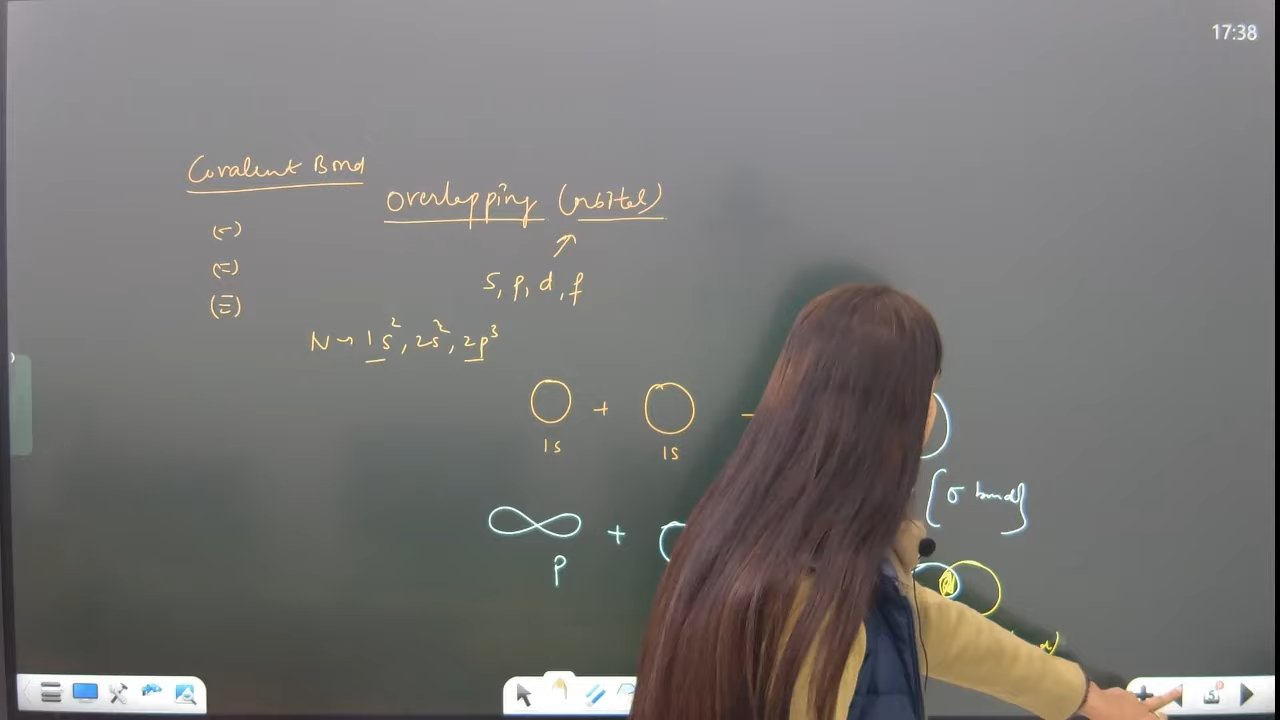 17:38
Covalent Bond
Overlapping (orbital)
(-)
(=)
(≡)
s, p, d, f
N → 1s², 2s², 2p³
+
1s 1s
{σ bond}
+
p